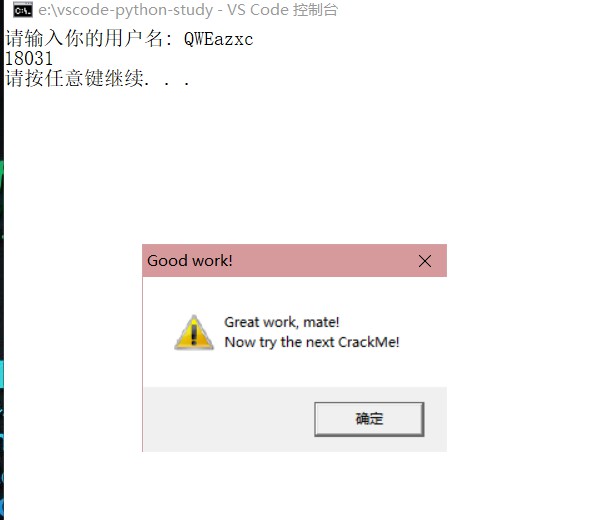 e:\vscode-python-study - VS Code 控制台
请输入你的用户名: QWEazxc
18031
请按任意键继续. . .
Good work!
Great work, mate!
Now try the next CrackMe!
确定